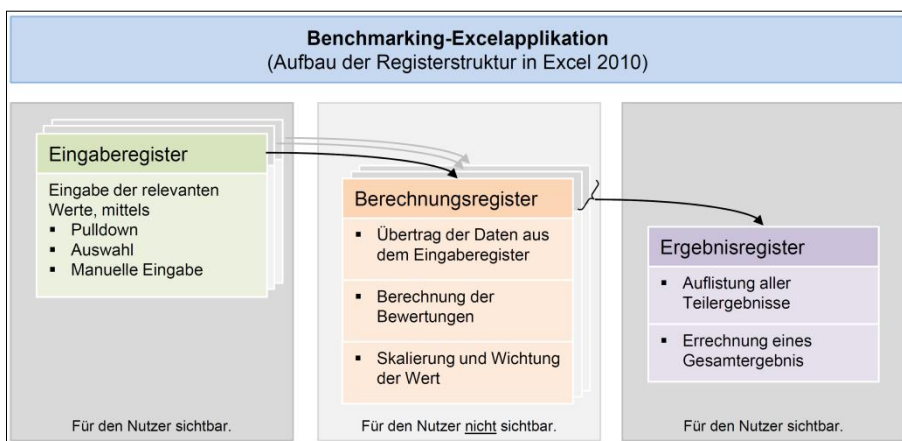 Benchmarking-Excelapplikation
(Aufbau der Registerstruktur in Excel 2010)
Eingaberegister
Eingabe der relevanten
Werte, mittels
▪ Pulldown
▪ Auswahl
▪ Manuelle Eingabe
Für den Nutzer sichtbar.
Berechnungsregister
▪ Übertrag der Daten aus
dem Eingaberegister
▪ Berechnung der
Bewertungen
▪ Skalierung und Wichtung
der Wert
Für den Nutzer nicht sichtbar.
Ergebnisregister
▪ Auflistung aller
Teilergebnisse
▪ Errechnung eines
Gesamtergebnis
Für den Nutzer sichtbar.